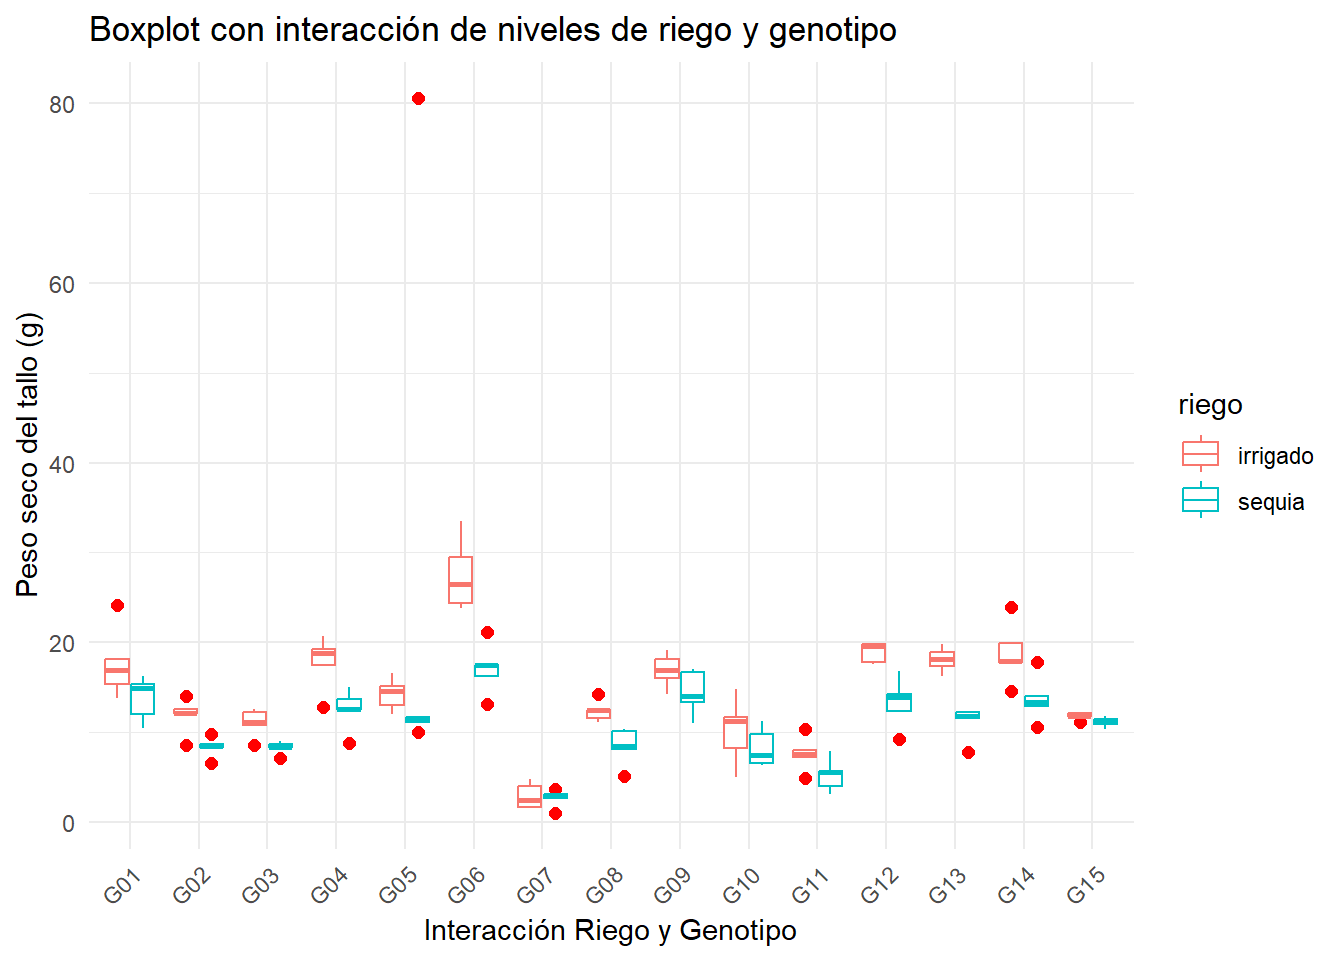 Boxplot con interacción de niveles de riego y genotipo
Peso seco del tallo (g)
80
60
40
20
0
G01 G02 G03 G04 G05 G06 G07 G08 G09 G10 G11 G12 G13 G14 G15
Interacción Riego y Genotipo
riego
irrigado
sequia